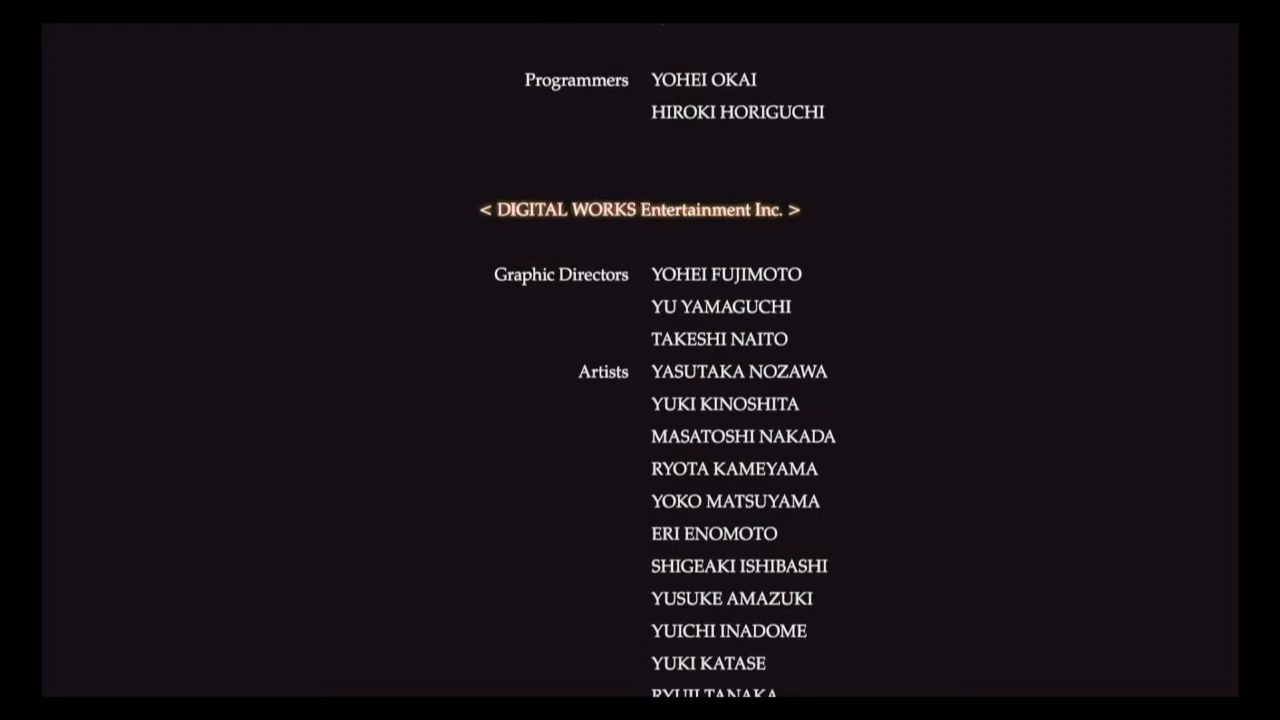 Programmers YOHEI OKAI
HIROKI HORIGUCHI
< DIGITAL WORKS Entertainment Inc. >
Graphic Directors YOHEI FUJIMOTO
YU YAMAGUCHI
TAKESHI NAITO
Artists YASUTAKA NOZAWA
YUKI KINOSHITA
MASATOSHI NAKADA
RYOTA KAMEYAMA
YOKO MATSUYAMA
ERI ENOMOTO
SHIGEAKI ISHIBASHI
YUSUKE AMAZUKI
YUICHI INADOME
YUKI KATASE
RYUJI TANAKA